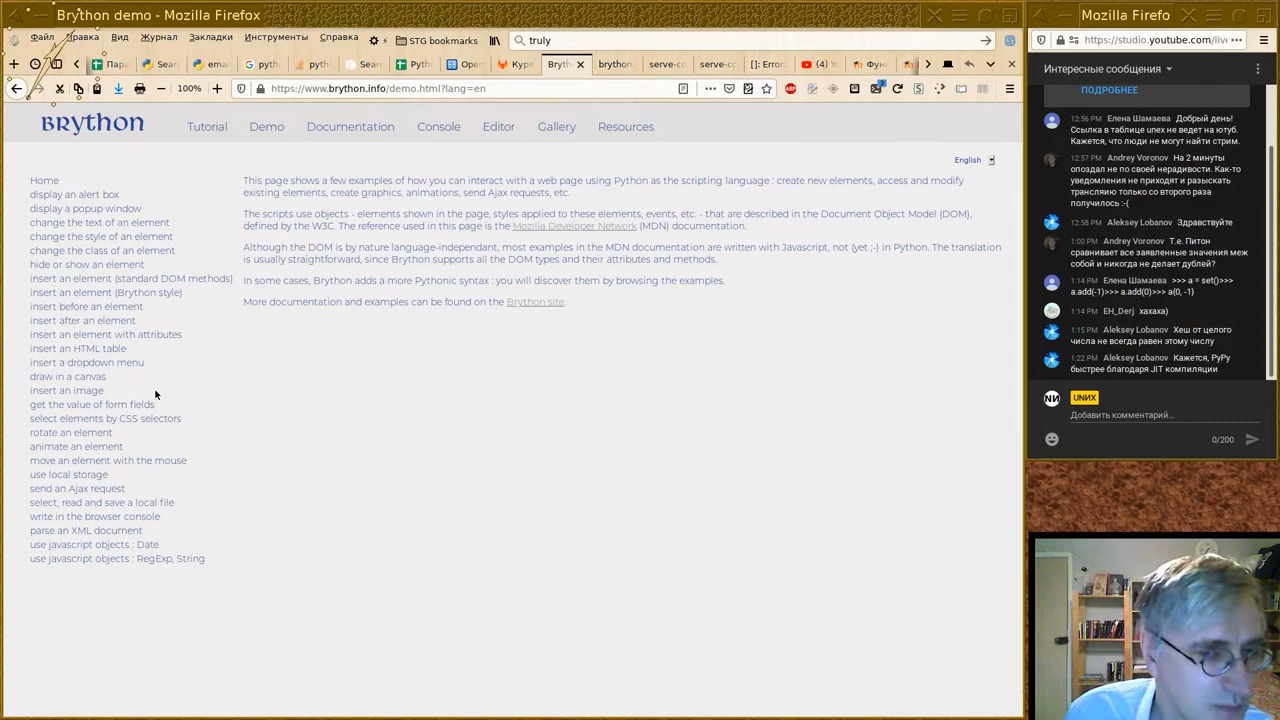 Brython demo - Mozilla Firefox
Файл
Правка
Вид
Журнал
Закладки
Инструменты
Справка
STG bookmarks
truly
Пара
Sear
ema
pyth
Sear
Pyth
Open
Кур
Bryth
brython.
serve-co
serve-co
[]: Error:
(4) Yo
Фун
100%
https://www.brython.info/demo.html?lang=en
BRYTHON
Tutorial
Demo
Documentation
Console
Editor
Gallery
Resources
English
Home
display an alert box
display a popup window
change the text of an element
change the style of an element
change the class of an element
hide or show an element
insert an element (standard DOM methods)
insert an element (Brython style)
insert before an element
insert after an element
insert an element with attributes
insert an HTML table
insert a dropdown menu
draw in a canvas
insert an image
get the value of form fields
select elements by CSS selectors
rotate an element
animate an element
move an element with the mouse
use local storage
send an Ajax request
select, read and save a local file
write in the browser console
parse an XML document
use javascript objects : Date
use javascript objects : RegExp, String
This page shows a few examples of how you can interact with a web page using Python as the scripting language : create new elements, access and modify
existing elements, create graphics, animations, send Ajax requests, etc.
The scripts use objects - elements shown in the page, styles applied to these elements, events, etc. - that are described in the Document Object Model (DOM),
defined by the W3C. The reference used in this page is the Mozilla Developer Network (MDN) documentation.
Although the DOM is by nature language-independant, most examples in the MDN documentation are written with Javascript, not (yet ;-) in Python. The translation
is usually straightforward, since Brython supports all the DOM types and their attributes and methods.
In some cases, Brython adds a more Pythonic syntax : you will discover them by browsing the examples.
More documentation and examples can be found on the Brython site.
Mozilla Firefo
https://studio.youtube.com/live
Интересные сообщения
ПОДРОБНЕЕ
12:56 PM Елена Шамаева Добрый день!
Ссылка в таблице unex не ведет на ютуб.
Кажется, что люди не могут найти стрим.
12:57 PM Andrey Voronov На 2 минуты
опоздал не по своей нерадивости. Как-то
уведомления не приходят и разыскать
трансляию только со второго раза
получилось :-(
12:58 PM Aleksey Lobanov Здравствуйте
1:00 PM Andrey Voronov Т.е. Питон
сравнивает все заявленные значения меж
собой и никогда не делает дублей?
1:14 PM Елена Шамаева >>> a = set()>>>
a.add(-1)>>> a.add(0)>>> a{0, -1}
1:14 PM EH_Derj хахаха)
1:15 PM Aleksey Lobanov Хеш от целого
числа не всегда равен этому числу
1:22 PM Aleksey Lobanov Кажется, PyPy
быстрее благодаря JIT компиляции
UNИX
Добавить комментарий...
0/200